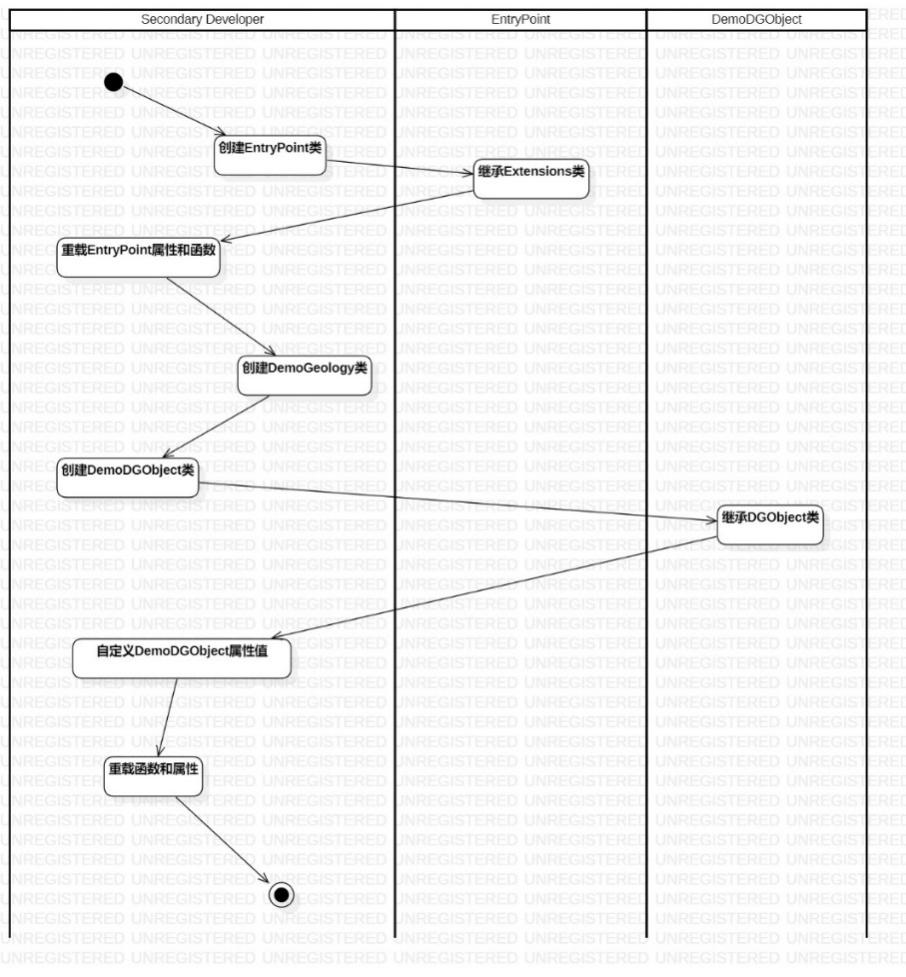 Secondary Developer
EntryPoint
DemoDGObject
创建EntryPoint类
继承Extensions类
重载EntryPoint属性和函数
创建DemoGeology类
创建DemoDGObject类
继承DGObject类
自定义DemoDGObject属性值
重载函数和属性